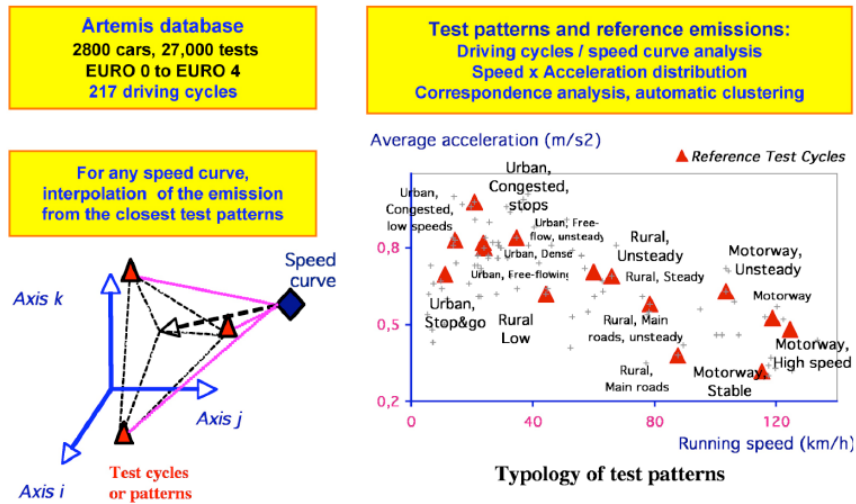 Artemis database
2800 cars, 27,000 tests
EURO 0 to EURO 4
217 driving cycles
For any speed curve,
interpolation of the emission
from the closest test patterns
Speed
curve
Axis k
Axis j
Axis i
Test cycles
or patterns
Test patterns and reference emissions:
Driving cycles / speed curve analysis
Speed x Acceleration distribution
Correspondence analysis, automatic clustering
Average acceleration (m/s2)
Reference Test Cycles
Urban,
Congested,
low speeds
Urban,
Congested,
stops
Urban, Free-
flow, unsteady
Urban, Dense
Urban, Free-flowing
Urban,
Stop&go
Rural
Low
Rural,
Unsteady
Rural, Steady
Rural, Main
roads, unsteady
Rural,
Main roads
Motorway,
Unsteady
Motorway
Motorway,
High speed
Motorway,
Stable
0,8
0,5
0,2
0
40
80
120
Running speed (km/h)
Typology of test patterns